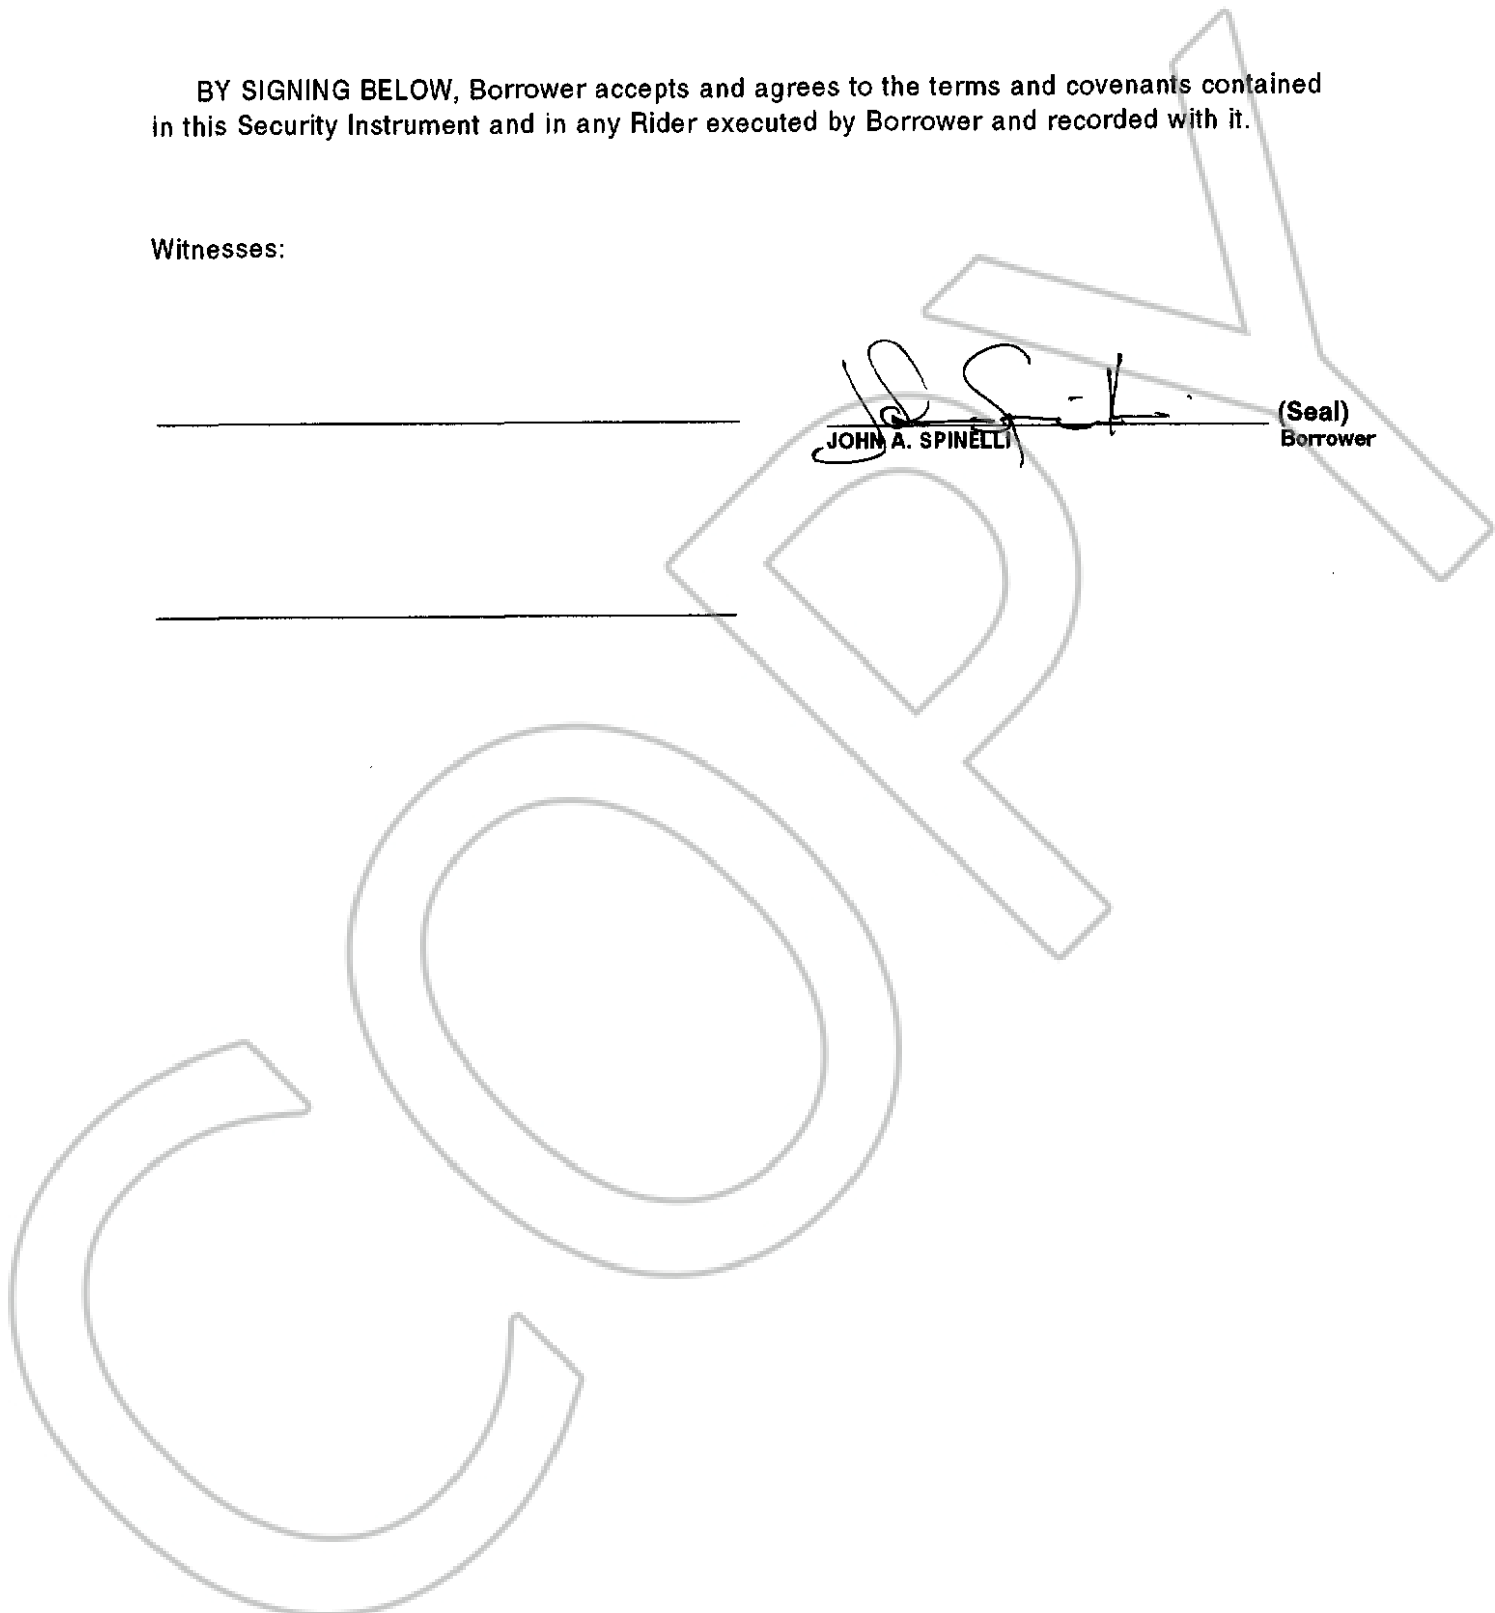 BY SIGNING BELOW, Borrower accepts and agrees to the terms and covenants contained
in this Security Instrument and in any Rider executed by Borrower and recorded with it.
Witnesses:
(Seal)
JOHN A. SPINELLI Borrower
COPY